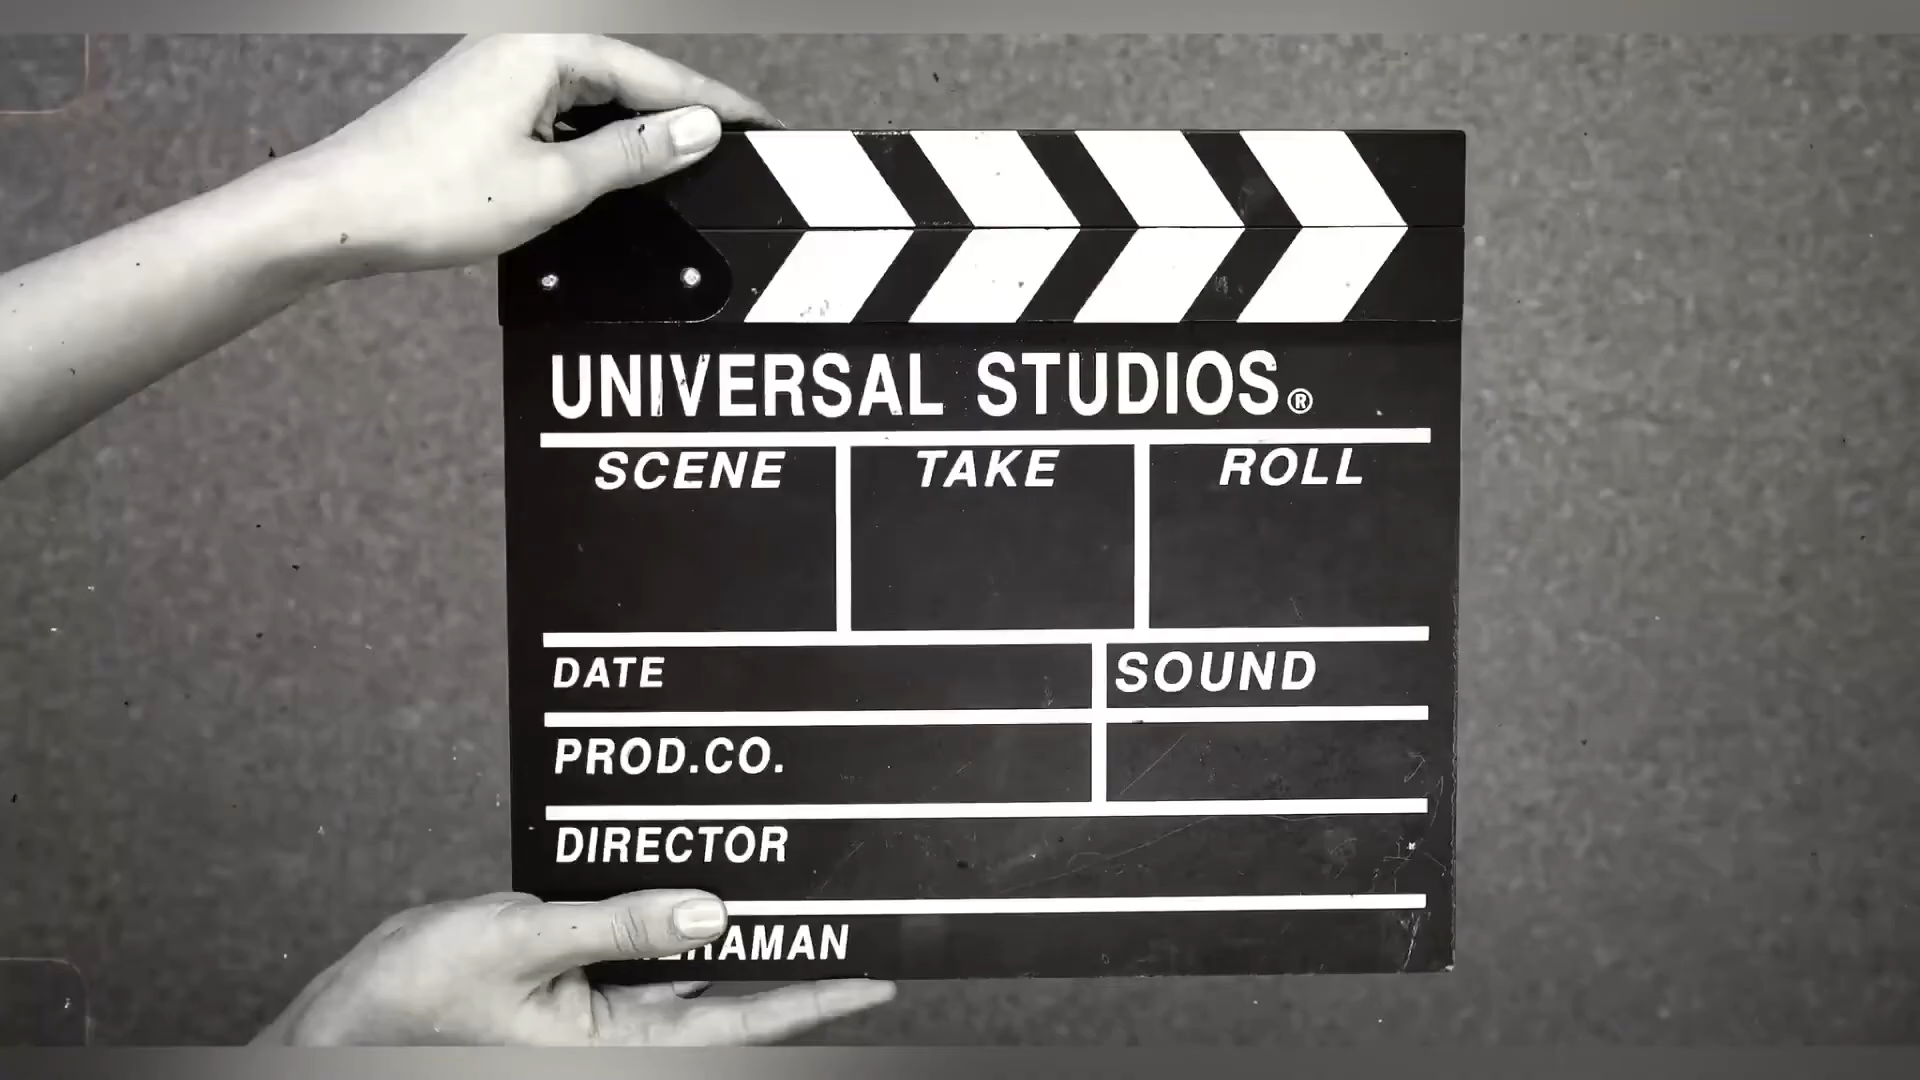 UNIVERSAL STUDIOS®
SCENE TAKE ROLL
DATE SOUND
PROD.CO.
DIRECTOR